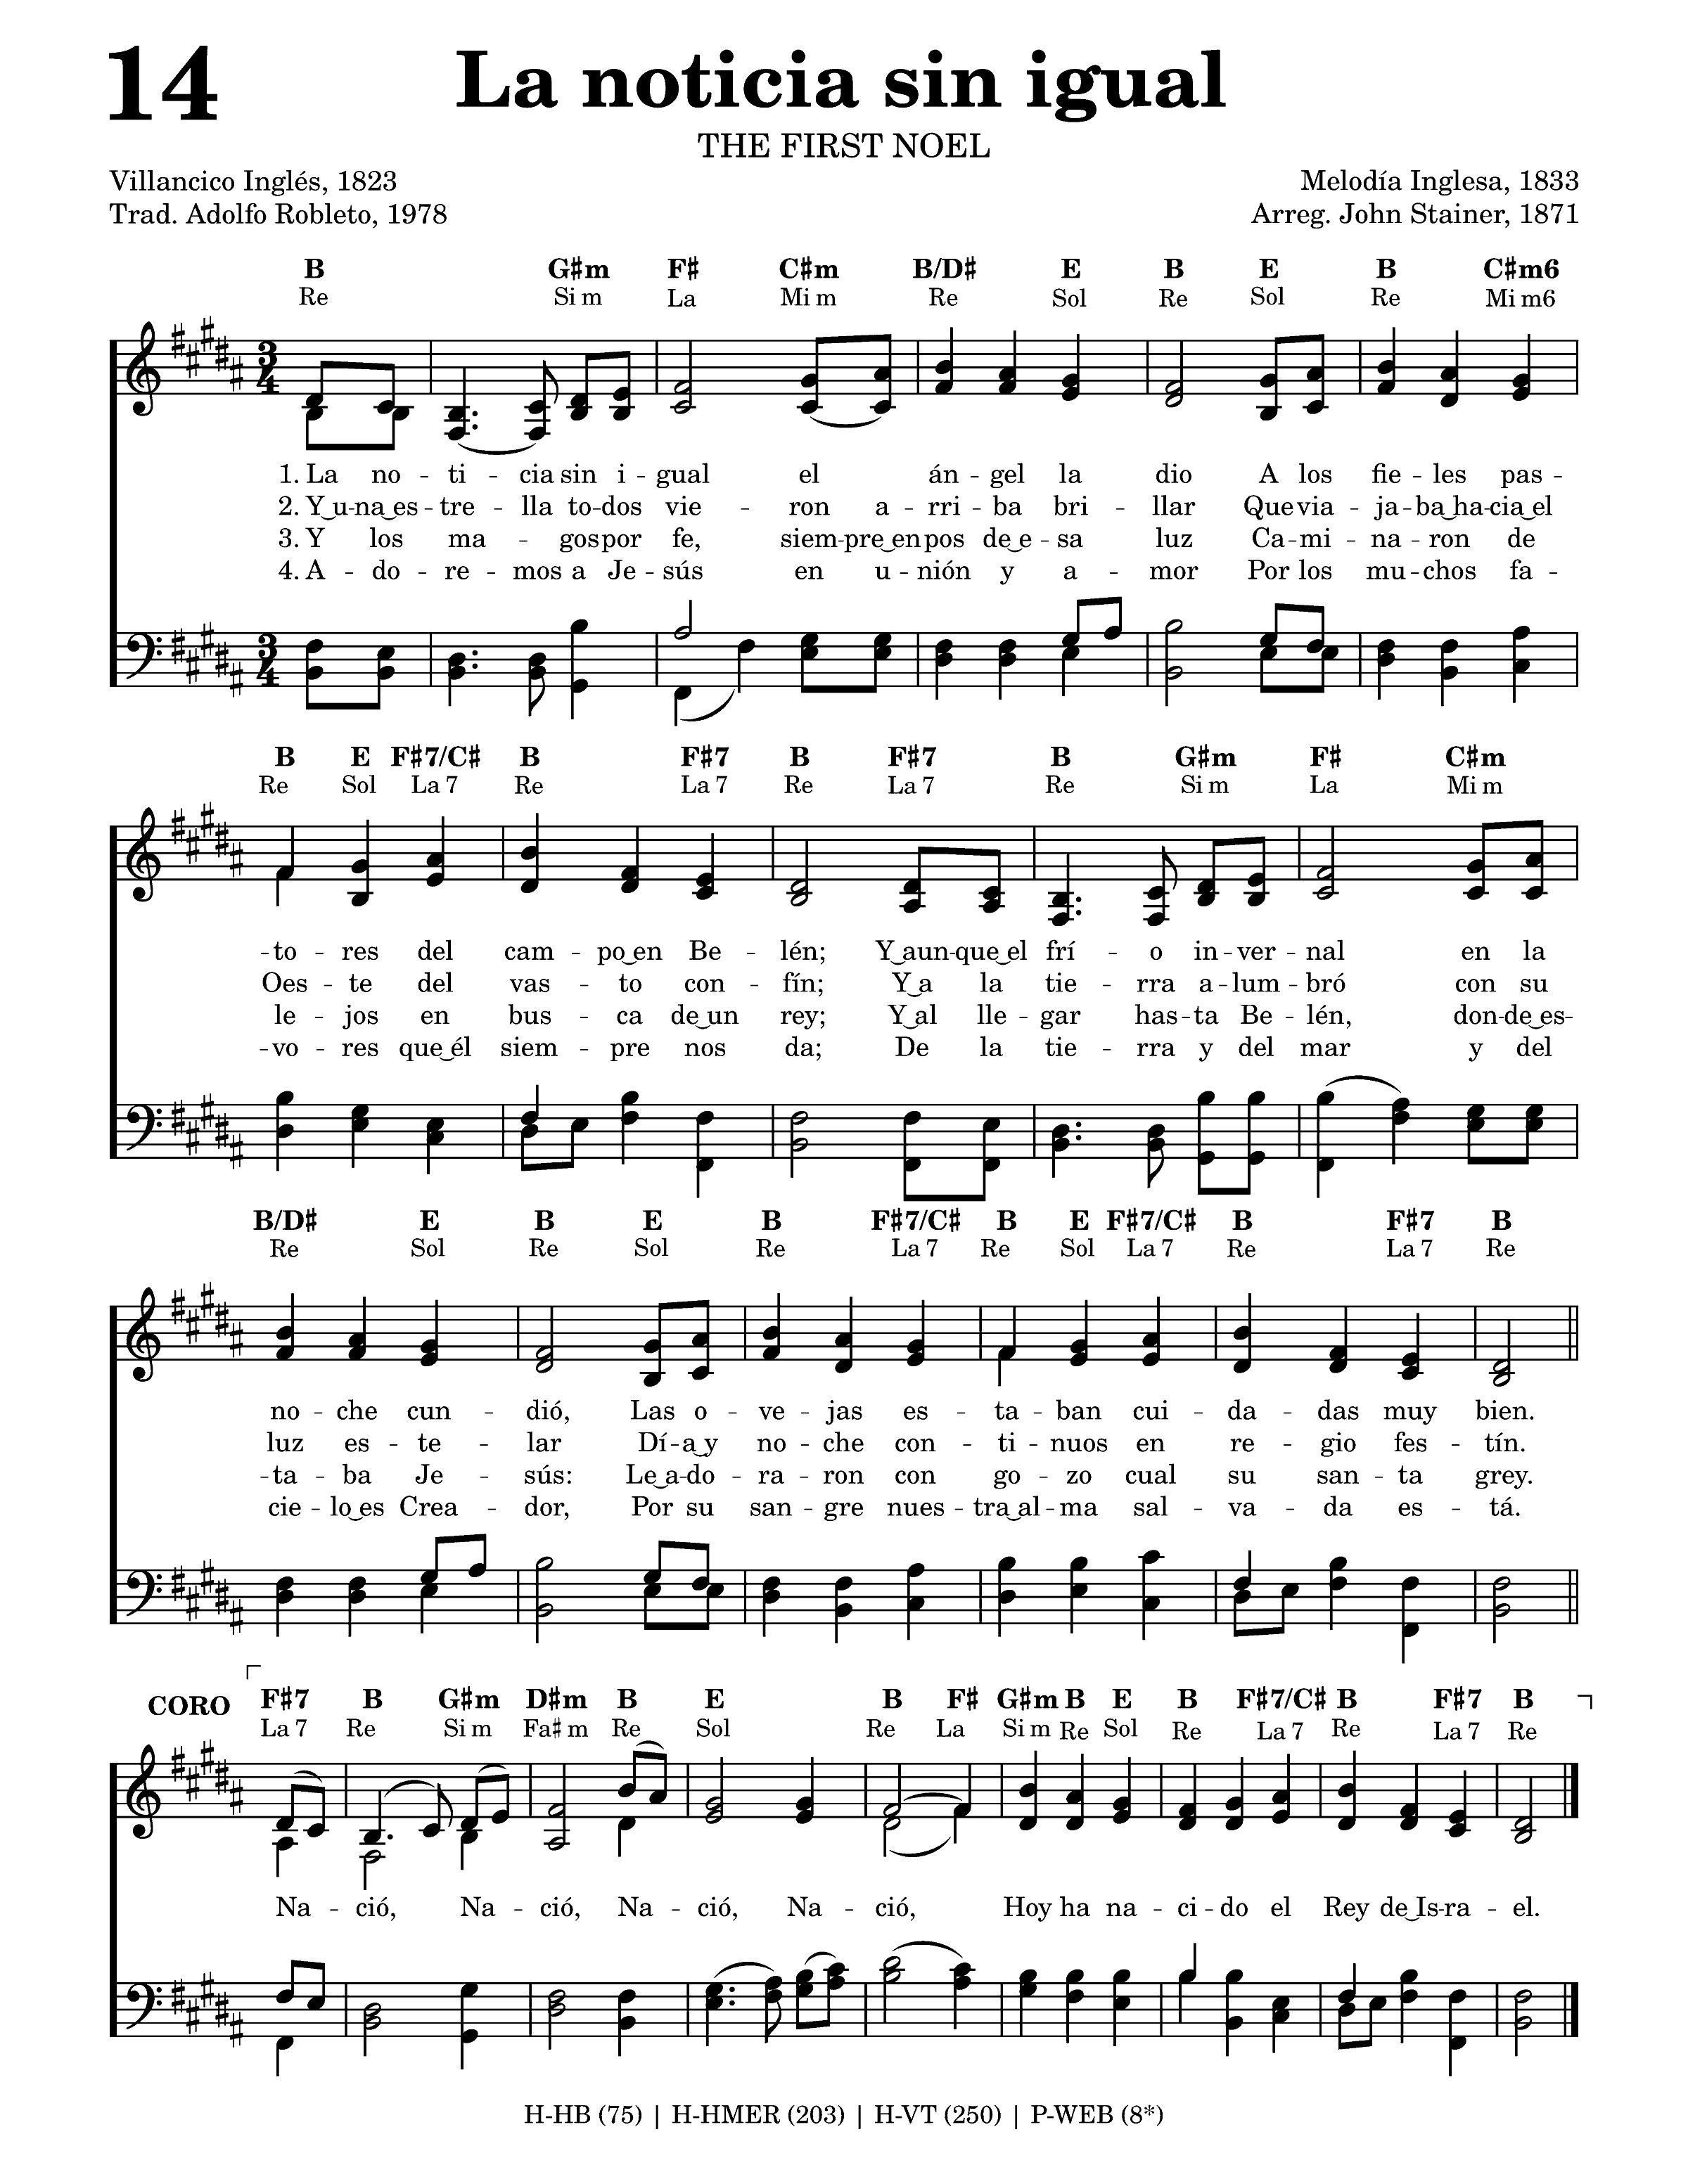 14 La noticia sin igual
THE FIRST NOEL
Villancico Inglés, 1823 Melodía Inglesa, 1833
Trad. Adolfo Robleto, 1978 Arreg. John Stainer, 1871
B G♯m F♯ C♯m B/D♯ E B E B C♯m6
Re Si m La Mi m Re Sol Re Sol Re Mi m6
3 4
1. La no - ti - cia sin i - gual el án - gel la dio A los fie - les pas -
2. Y‿u - na‿es - tre - lla to - dos vie - ron a - rri - ba bri - llar Que via - ja - ba‿ha - cia‿el
3. Y los ma - gos por fe, siem - pre‿en pos de‿e - sa luz Ca - mi - na - ron de
4. A - do - re - mos a Je - sús en u - nión y a - mor Por los mu - chos fa -
3 4
B E F♯7/C♯ B F♯7 B F♯7 B G♯m F♯ C♯m
Re Sol La 7 Re La 7 Re La 7 Re Si m La Mi m
- to - res del cam - po‿en Be - lén; Y‿aun - que‿el frí - o in - ver - nal en la
Oes - te del vas - to con - fín; Y‿a la tie - rra a - lum - bró con su
le - jos en bus - ca de‿un rey; Y‿al lle - gar has - ta Be - lén, don - de‿es -
- vo - res que‿él siem - pre nos da; De la tie - rra y del mar y del
B/D♯ E B E B F♯7/C♯ B E F♯7/C♯ B F♯7 B
Re Sol Re Sol Re La 7 Re Sol La 7 Re La 7 Re
no - che cun - dió, Las o - ve - jas es - ta - ban cui - da - das muy bien.
luz es - te - lar Dí - a‿y no - che con - ti - nuos en re - gio fes - tín.
- ta - ba Je - sús: Le‿a - do - ra - ron con go - zo cual su san - ta grey.
cie - lo‿es Crea - dor, Por su san - gre nues - tra‿al - ma sal - va - da es - tá.
CORO F♯7 B G♯m D♯m B E B F♯ G♯m B E B F♯7/C♯ B F♯7 B
La 7 Re Si m Fa♯ m Re Sol Re La Si m Re Sol Re La 7 Re La 7 Re
Na - ció, Na - ció, Na - ció, Na - ció, Hoy ha na - ci - do el Rey de‿Is - ra - el.
H-HB (75) | H-HMER (203) | H-VT (250) | P-WEB (8*)